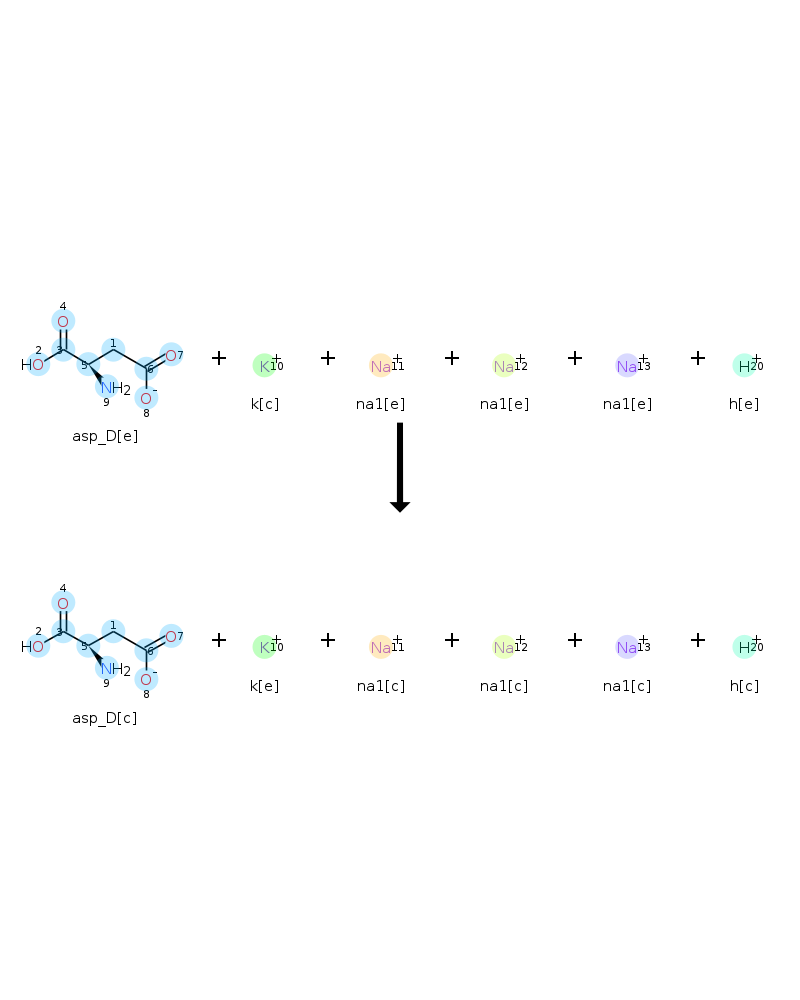 4
O
2 3 1
HO 5 6 O 7
NH2 O-
9 8
asp_D[e]
+ K+ 10 + Na+ 11 + Na+ 12 + Na+ 13 + H+ 20
k[c] na1[e] na1[e] na1[e] h[e]
4
O
2 3 1
HO 5 6 O 7
NH2 O-
9 8
asp_D[c]
+ K+ 10 + Na+ 11 + Na+ 12 + Na+ 13 + H+ 20
k[e] na1[c] na1[c] na1[c] h[c]